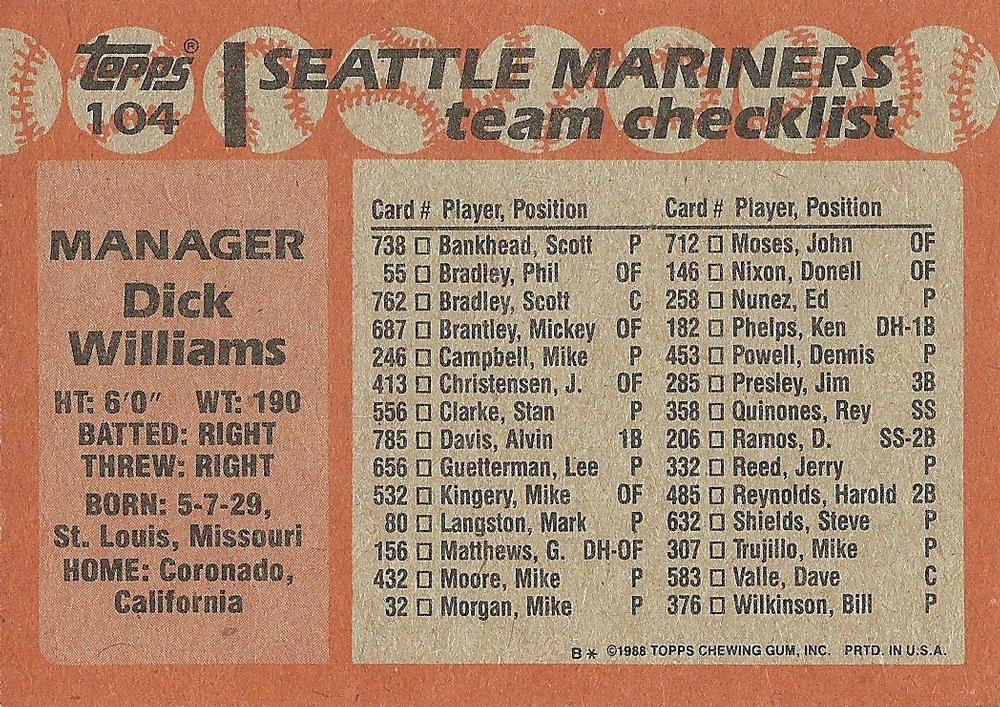 topps®
104
SEATTLE MARINERS
team checklist
MANAGER
Dick
Williams
HT: 6'0" WT: 190
BATTED: RIGHT
THREW: RIGHT
BORN: 5-7-29,
St. Louis, Missouri
HOME: Coronado,
California
Card # Player, Position
738 □ Bankhead, Scott P
55 □ Bradley, Phil OF
762 □ Bradley, Scott C
687 □ Brantley, Mickey OF
246 □ Campbell, Mike P
413 □ Christensen, J. OF
556 □ Clarke, Stan P
785 □ Davis, Alvin 1B
656 □ Guetterman, Lee P
532 □ Kingery, Mike OF
80 □ Langston, Mark P
156 □ Matthews, G. DH-OF
432 □ Moore, Mike P
32 □ Morgan, Mike P
Card # Player, Position
712 □ Moses, John OF
146 □ Nixon, Donell OF
258 □ Nunez, Ed P
182 □ Phelps, Ken DH-1B
453 □ Powell, Dennis P
285 □ Presley, Jim 3B
358 □ Quinones, Rey SS
206 □ Ramos, D. SS-2B
332 □ Reed, Jerry P
485 □ Reynolds, Harold 2B
632 □ Shields, Steve P
307 □ Trujillo, Mike P
583 □ Valle, Dave C
376 □ Wilkinson, Bill P
B* ©1988 TOPPS CHEWING GUM, INC. PRTD. IN U.S.A.